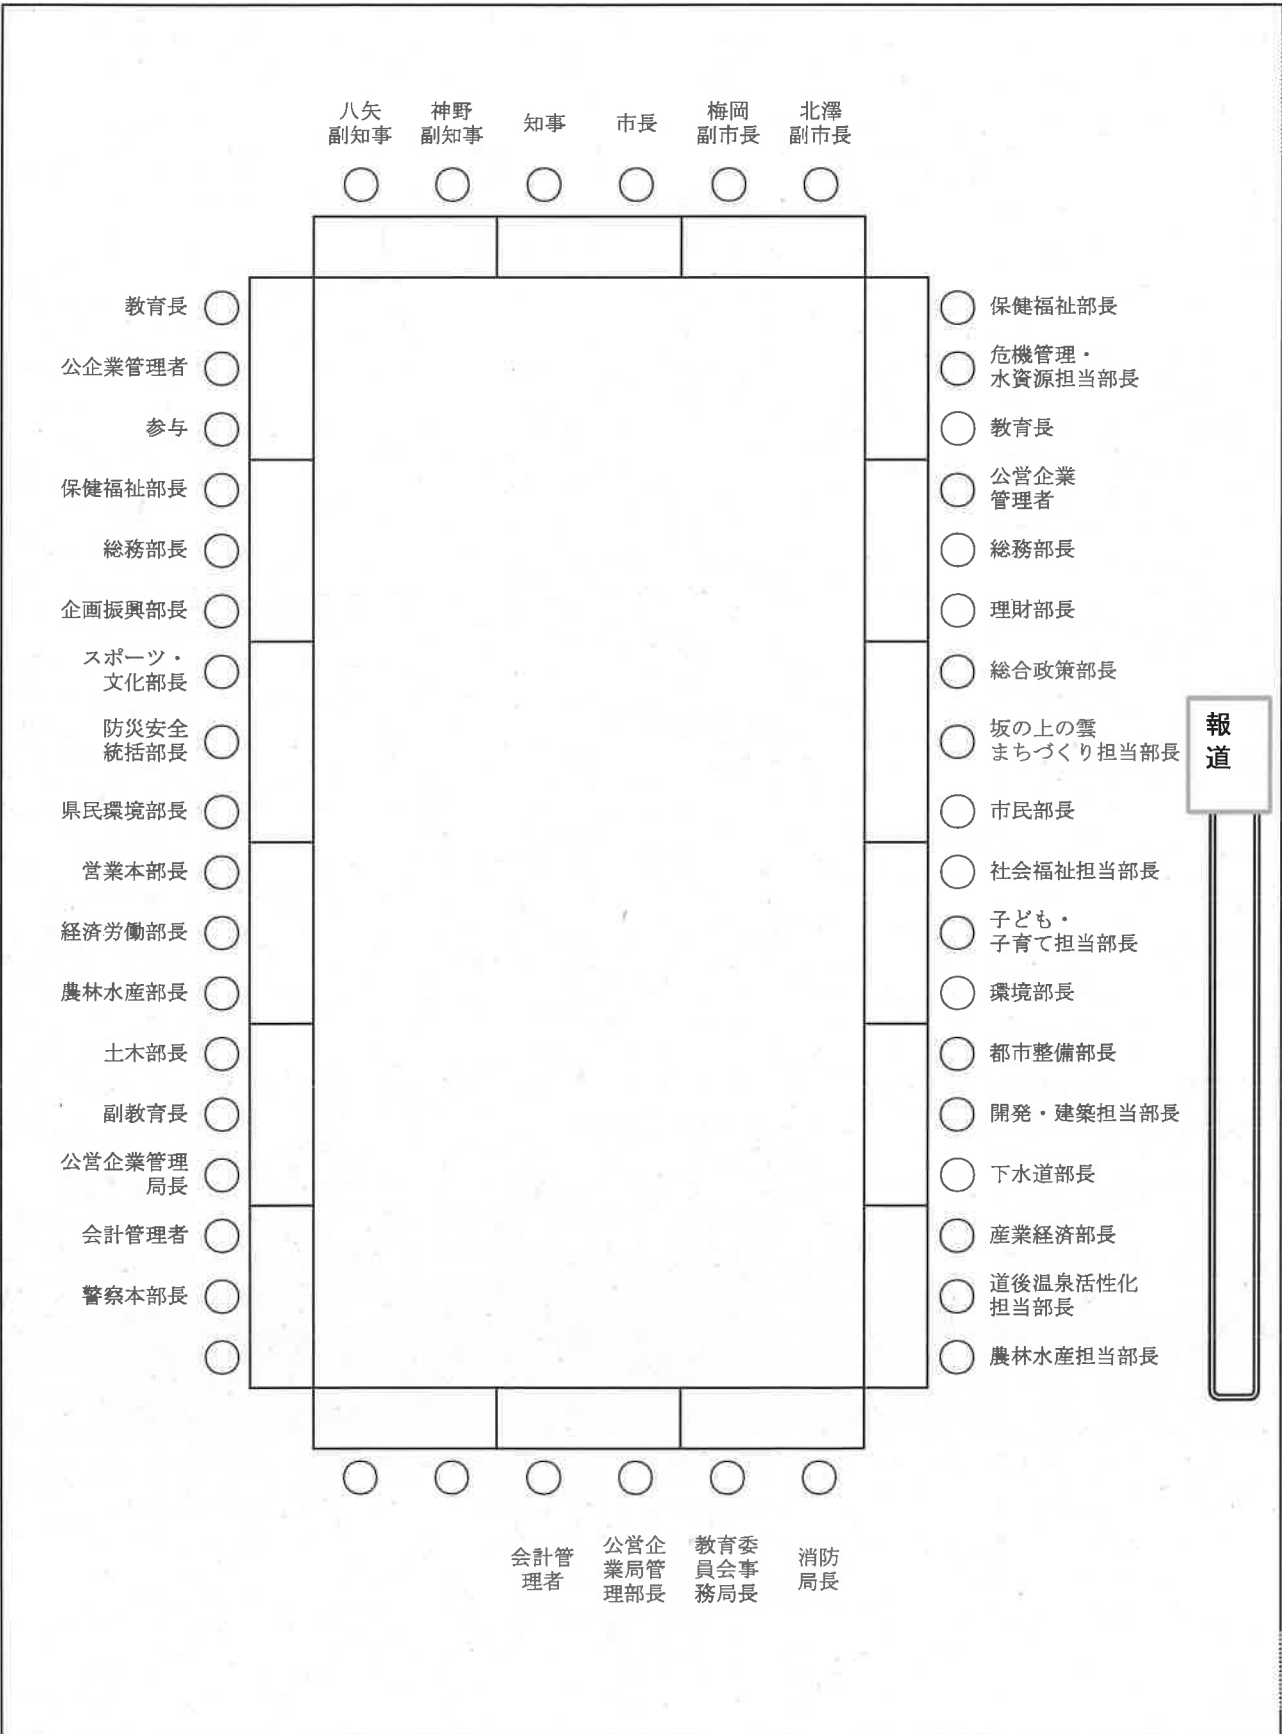 八矢
副知事
神野
副知事
知事
市長
梅岡
副市長
北澤
副市長
教育長
公企業管理者
参与
保健福祉部長
総務部長
企画振興部長
スポーツ・
文化部長
防災安全
統括部長
県民環境部長
営業本部長
経済労働部長
農林水産部長
土木部長
副教育長
公営企業管理
局長
会計管理者
警察本部長
保健福祉部長
危機管理・
水資源担当部長
教育長
公営企業
管理者
総務部長
理財部長
総合政策部長
坂の上の雲
まちづくり担当部長
市民部長
社会福祉担当部長
子ども・
子育て担当部長
環境部長
都市整備部長
開発・建築担当部長
下水道部長
産業経済部長
道後温泉活性化
担当部長
農林水産担当部長
報
道
会計管
理者
公営企
業局管
理部長
教育委
員会事
務局長
消防
局長